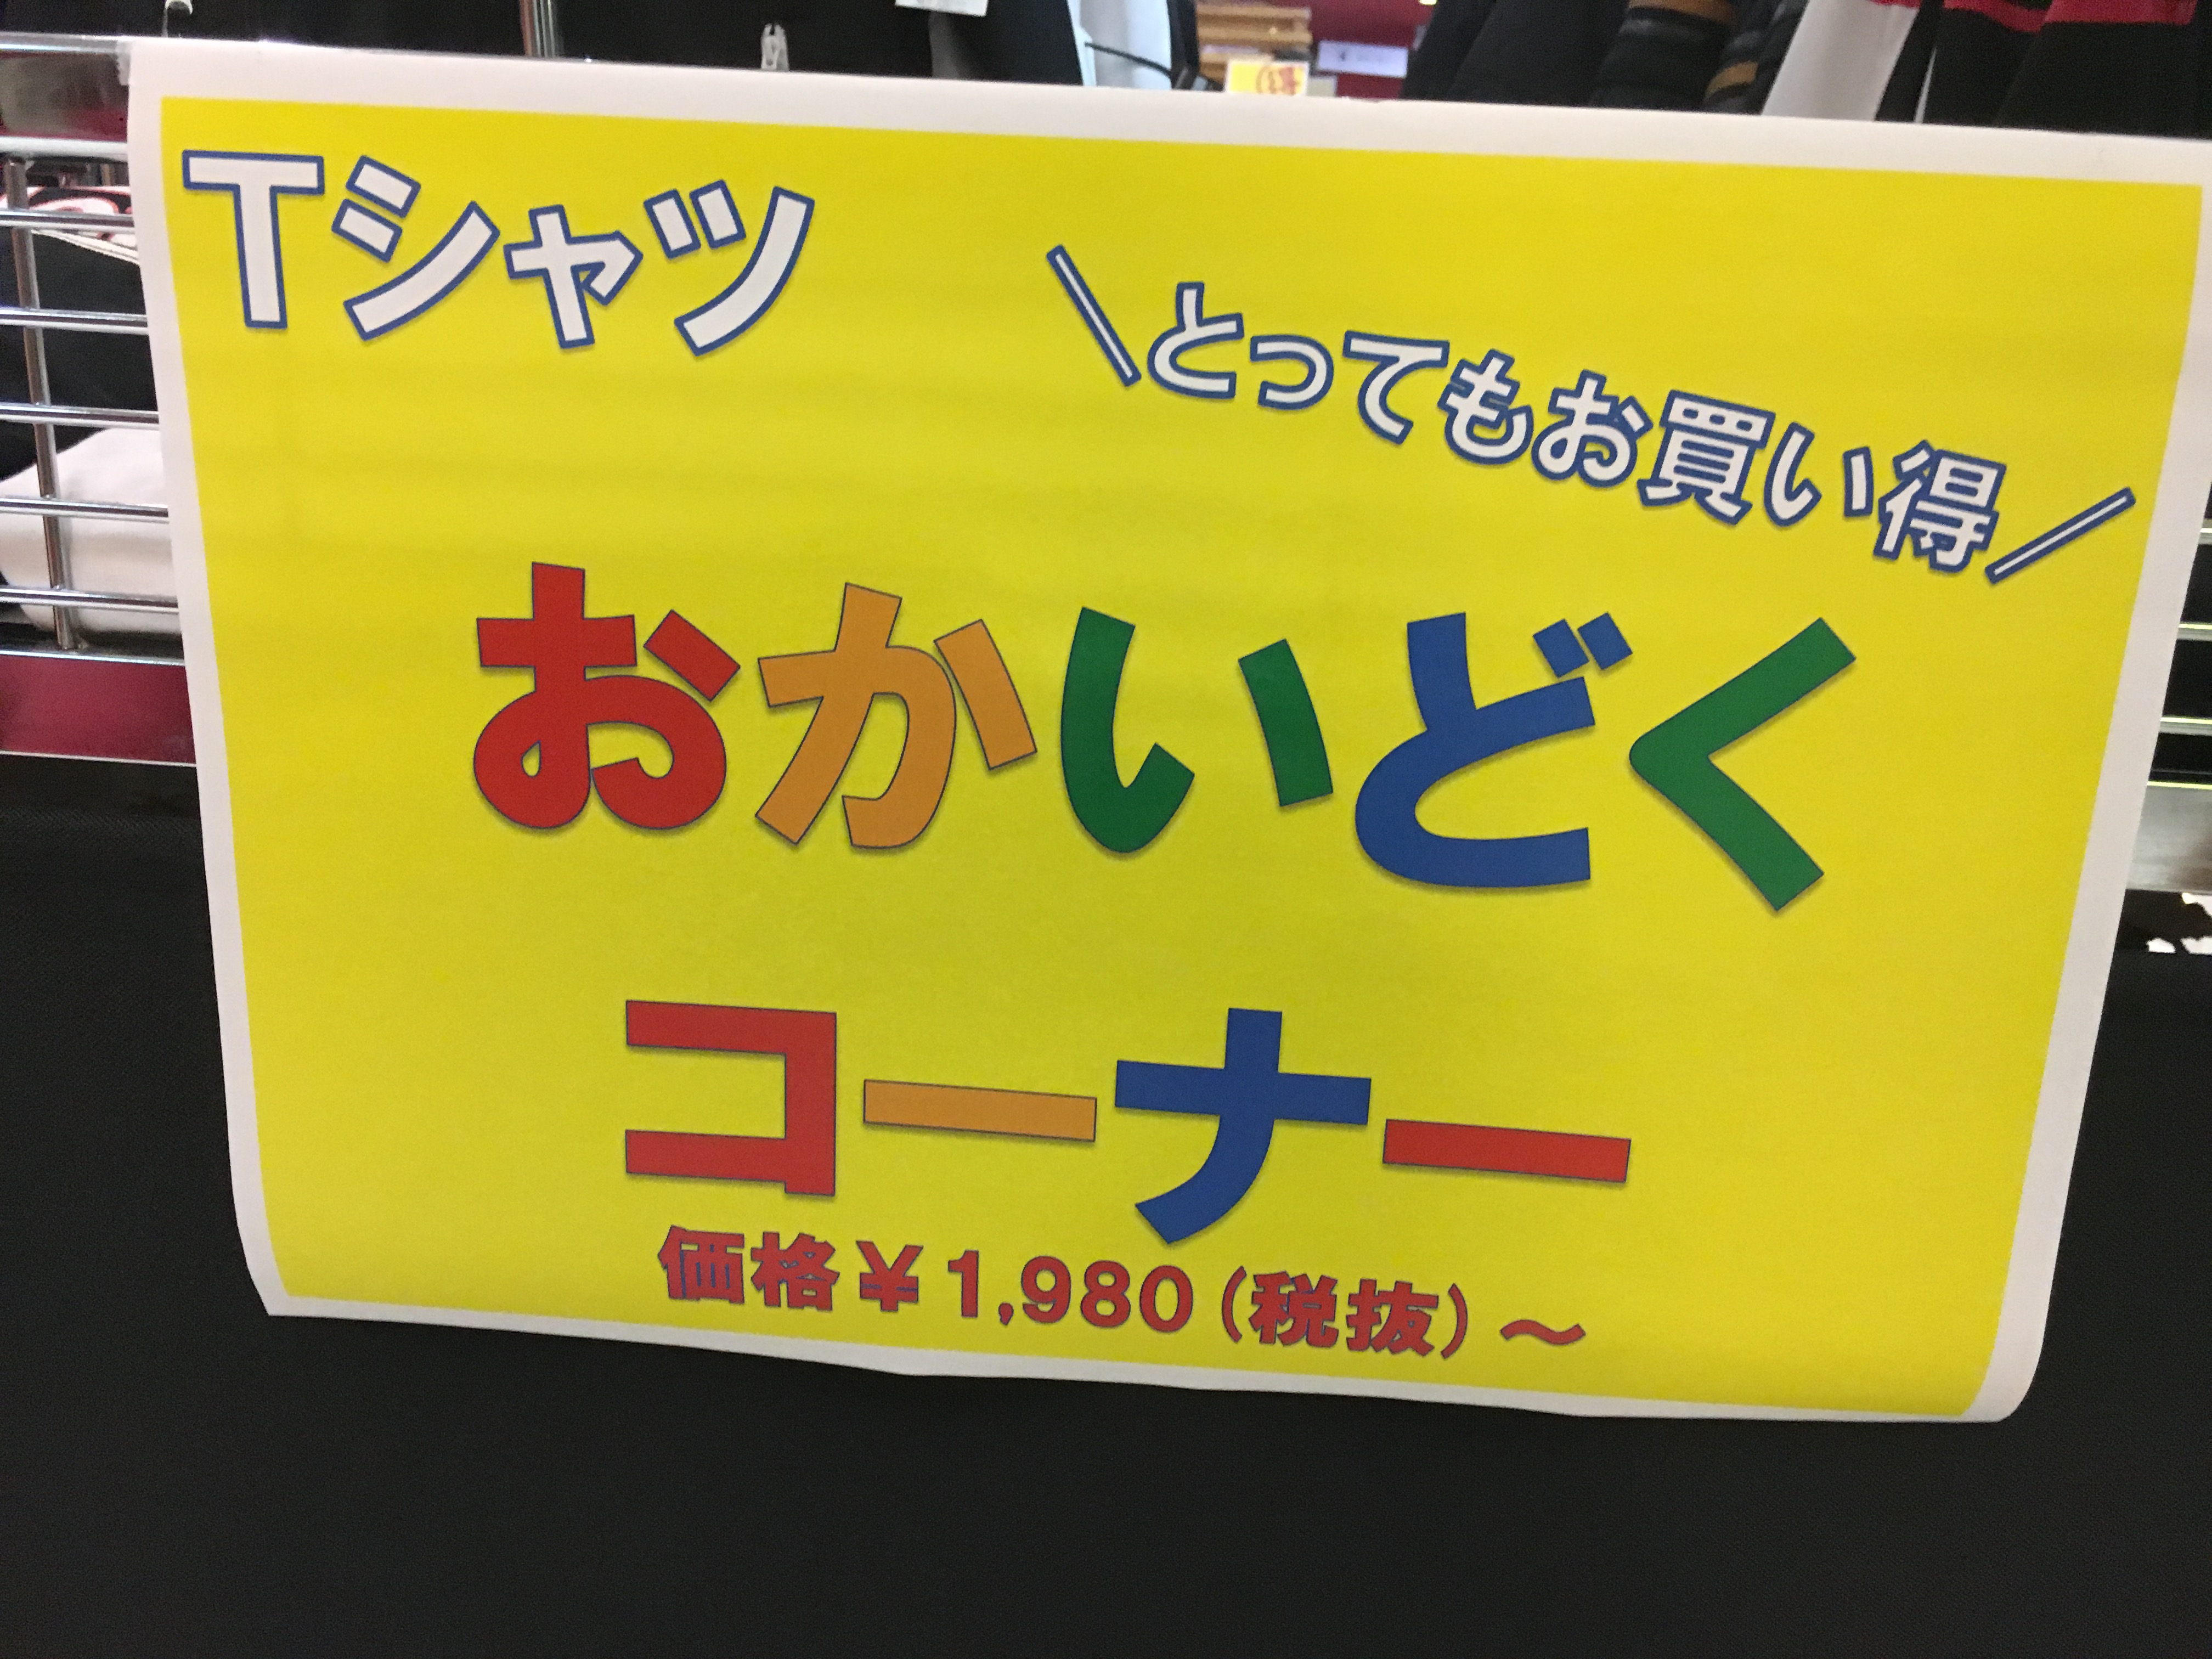 Tシャツ
\とってもお買い得/
おかいどく
コーナー
価格￥1,980(税抜)～